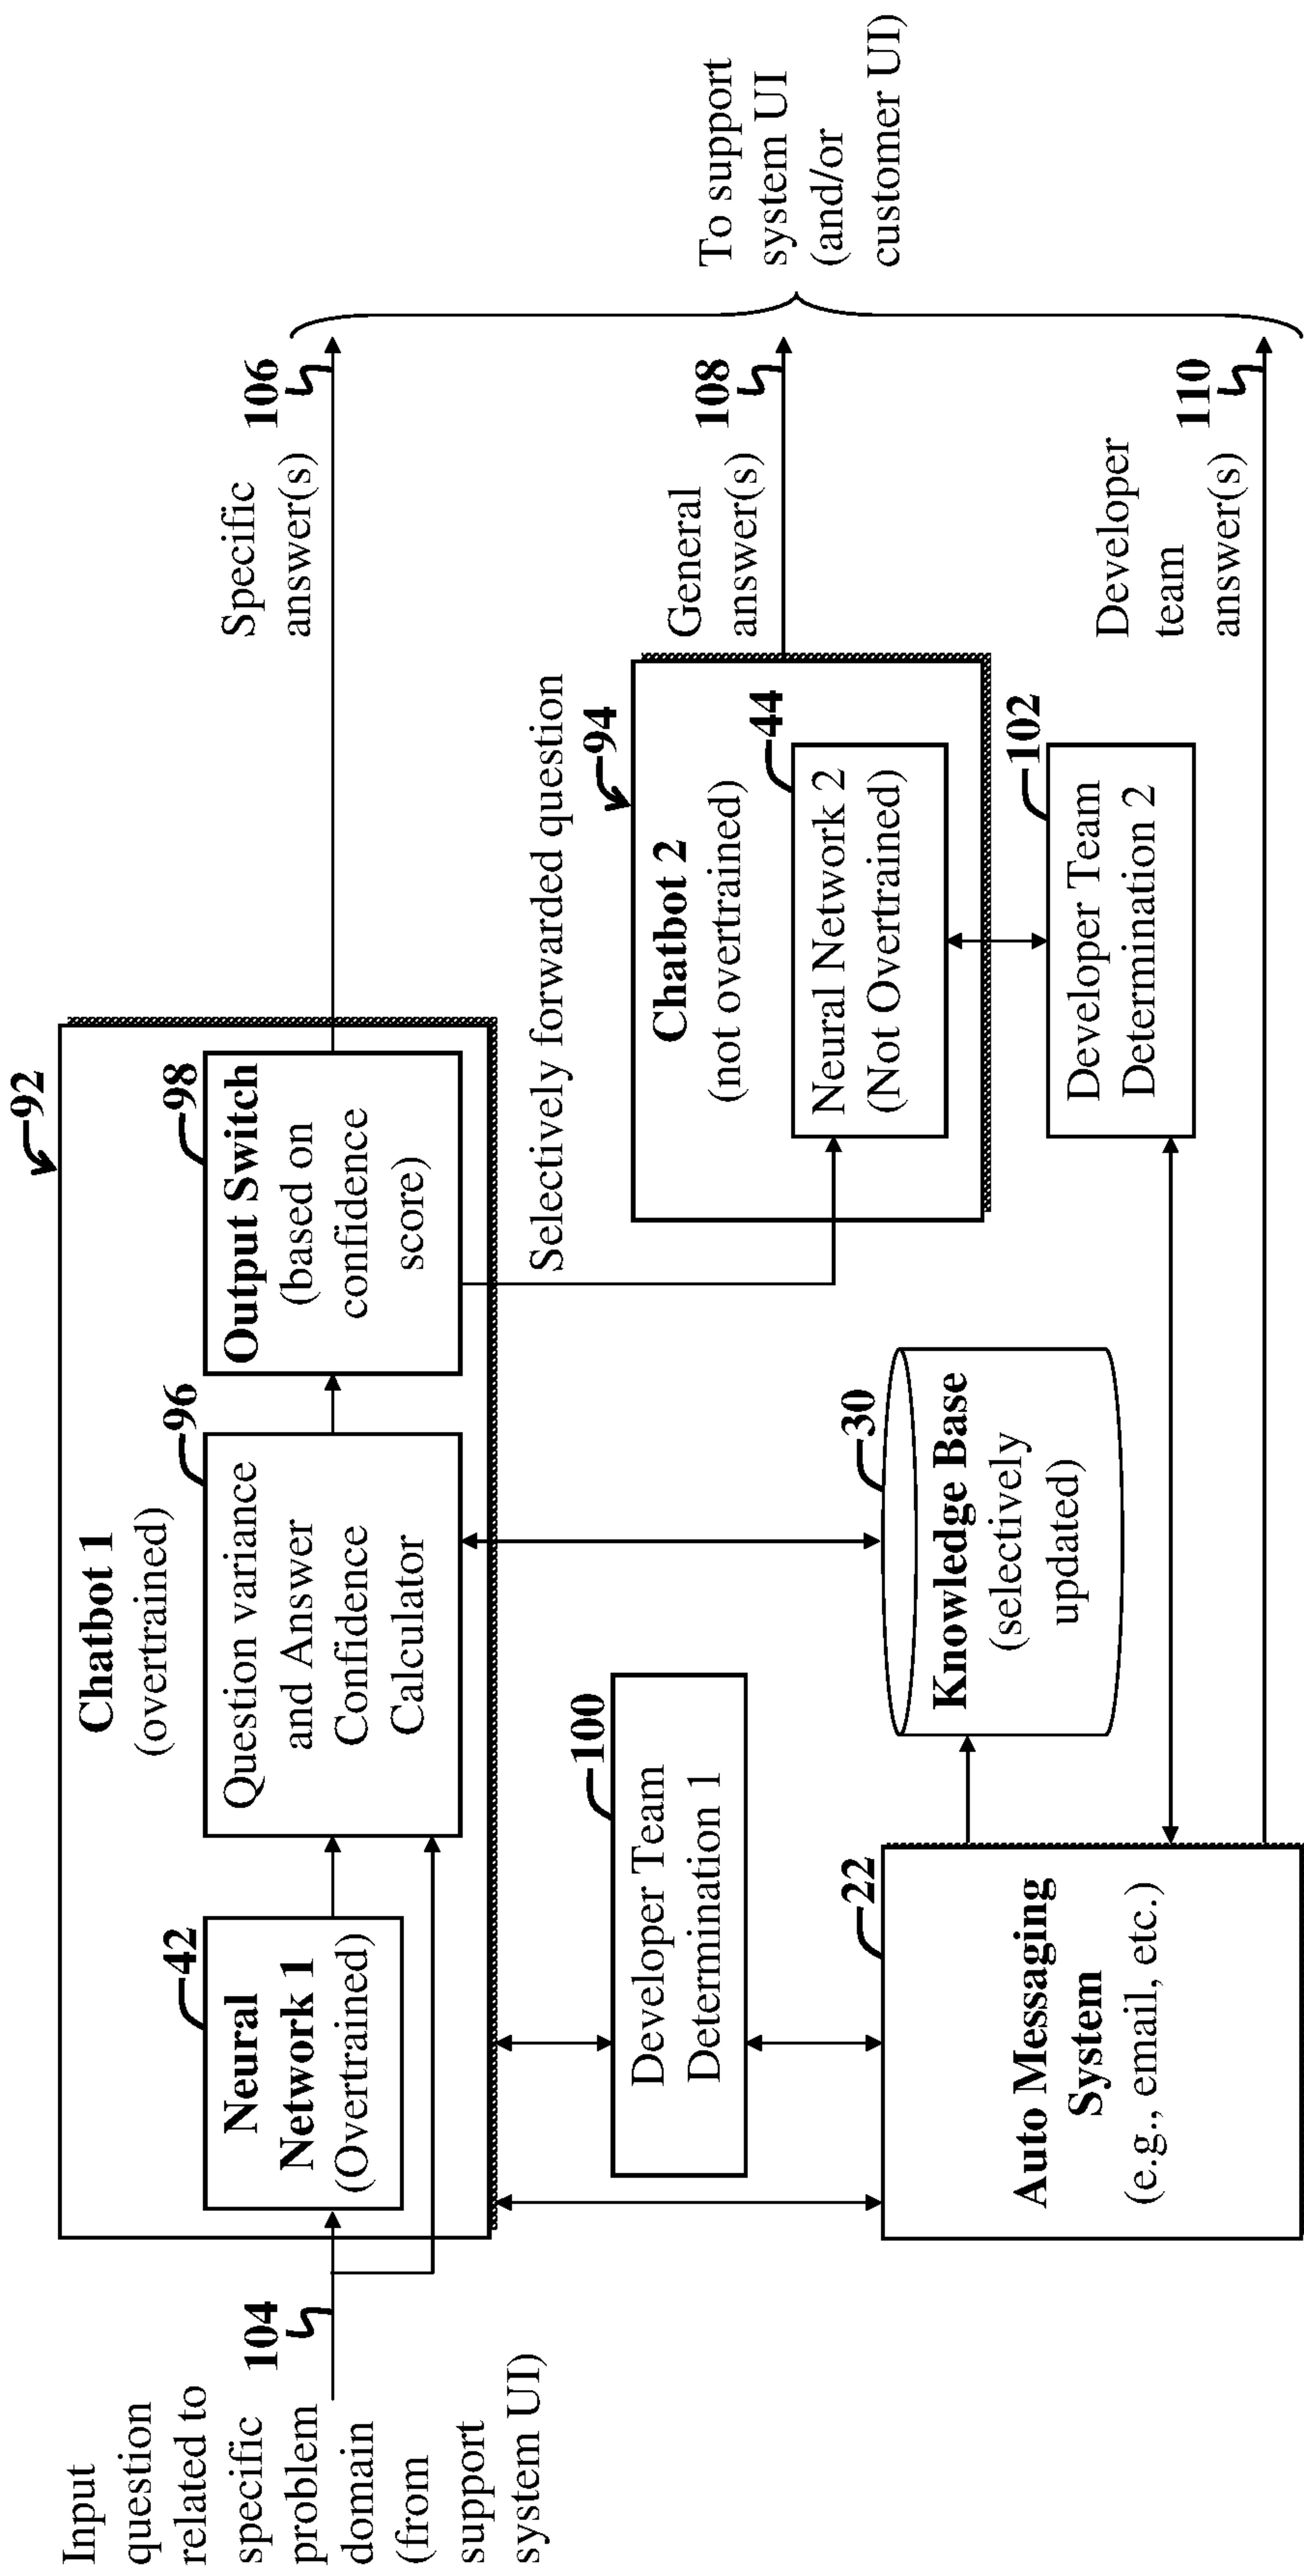 92
Chatbot 1
(overtrained)
Input
question
related to
specific
problem
domain (from
support
system UI)
104
42
Neural
Network 1
(Overtrained)
96
Question variance
and Answer
Confidence
Calculator
98
Output Switch
(based on
confidence
score)
Specific
answer(s)
106
Selectively forwarded question
94
Chatbot 2
(not overtrained)
44
Neural Network 2
(Not Overtrained)
General
answer(s)
108
To support
system UI
(and/or
customer UI)
100
Developer Team
Determination 1
30
Knowledge Base
(selectively
updated)
102
Developer Team
Determination 2
22
Auto Messaging
System
(e.g., email, etc.)
Developer
team
answer(s)
110